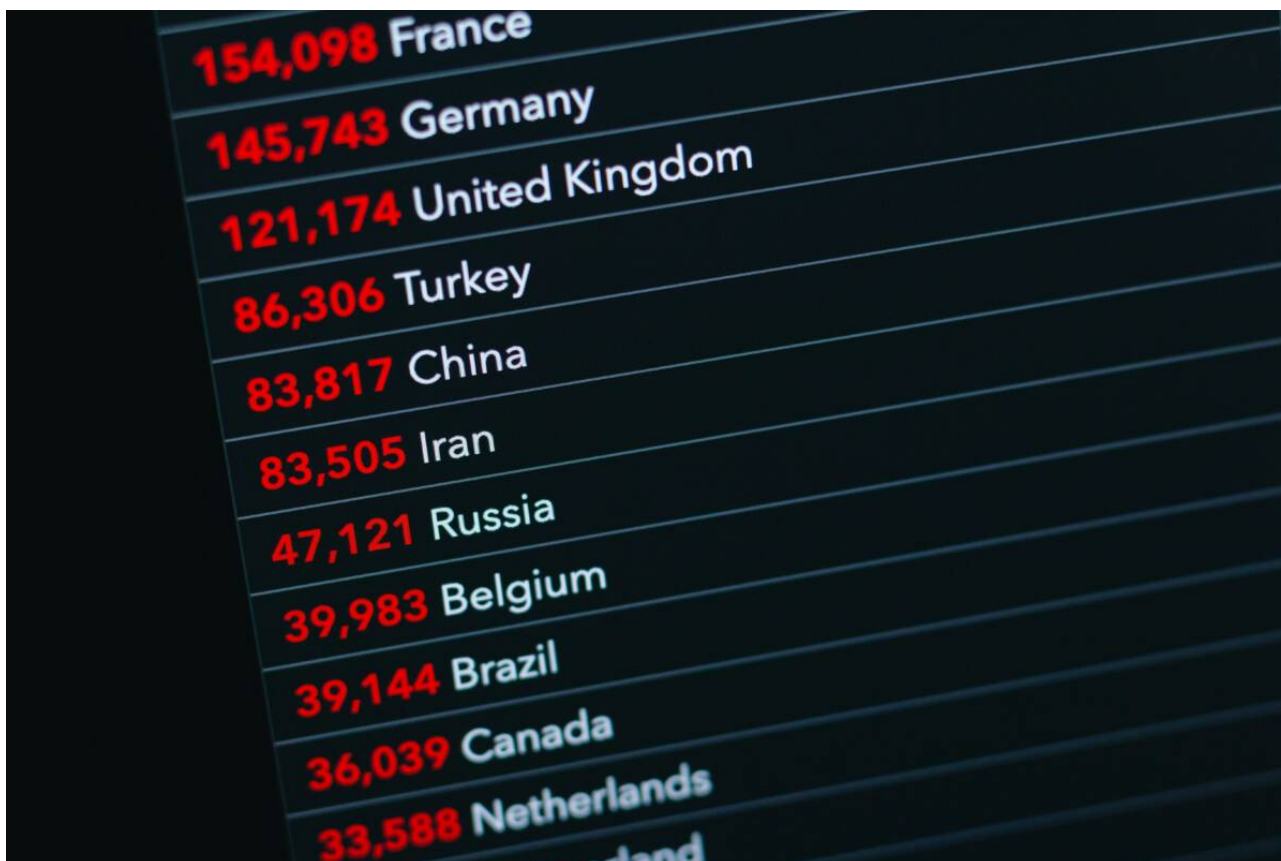 154,098 France
145,743 Germany
121,174 United Kingdom
86,306 Turkey
83,817 China
83,505 Iran
47,121 Russia
39,983 Belgium
39,144 Brazil
36,039 Canada
33,588 Netherlands